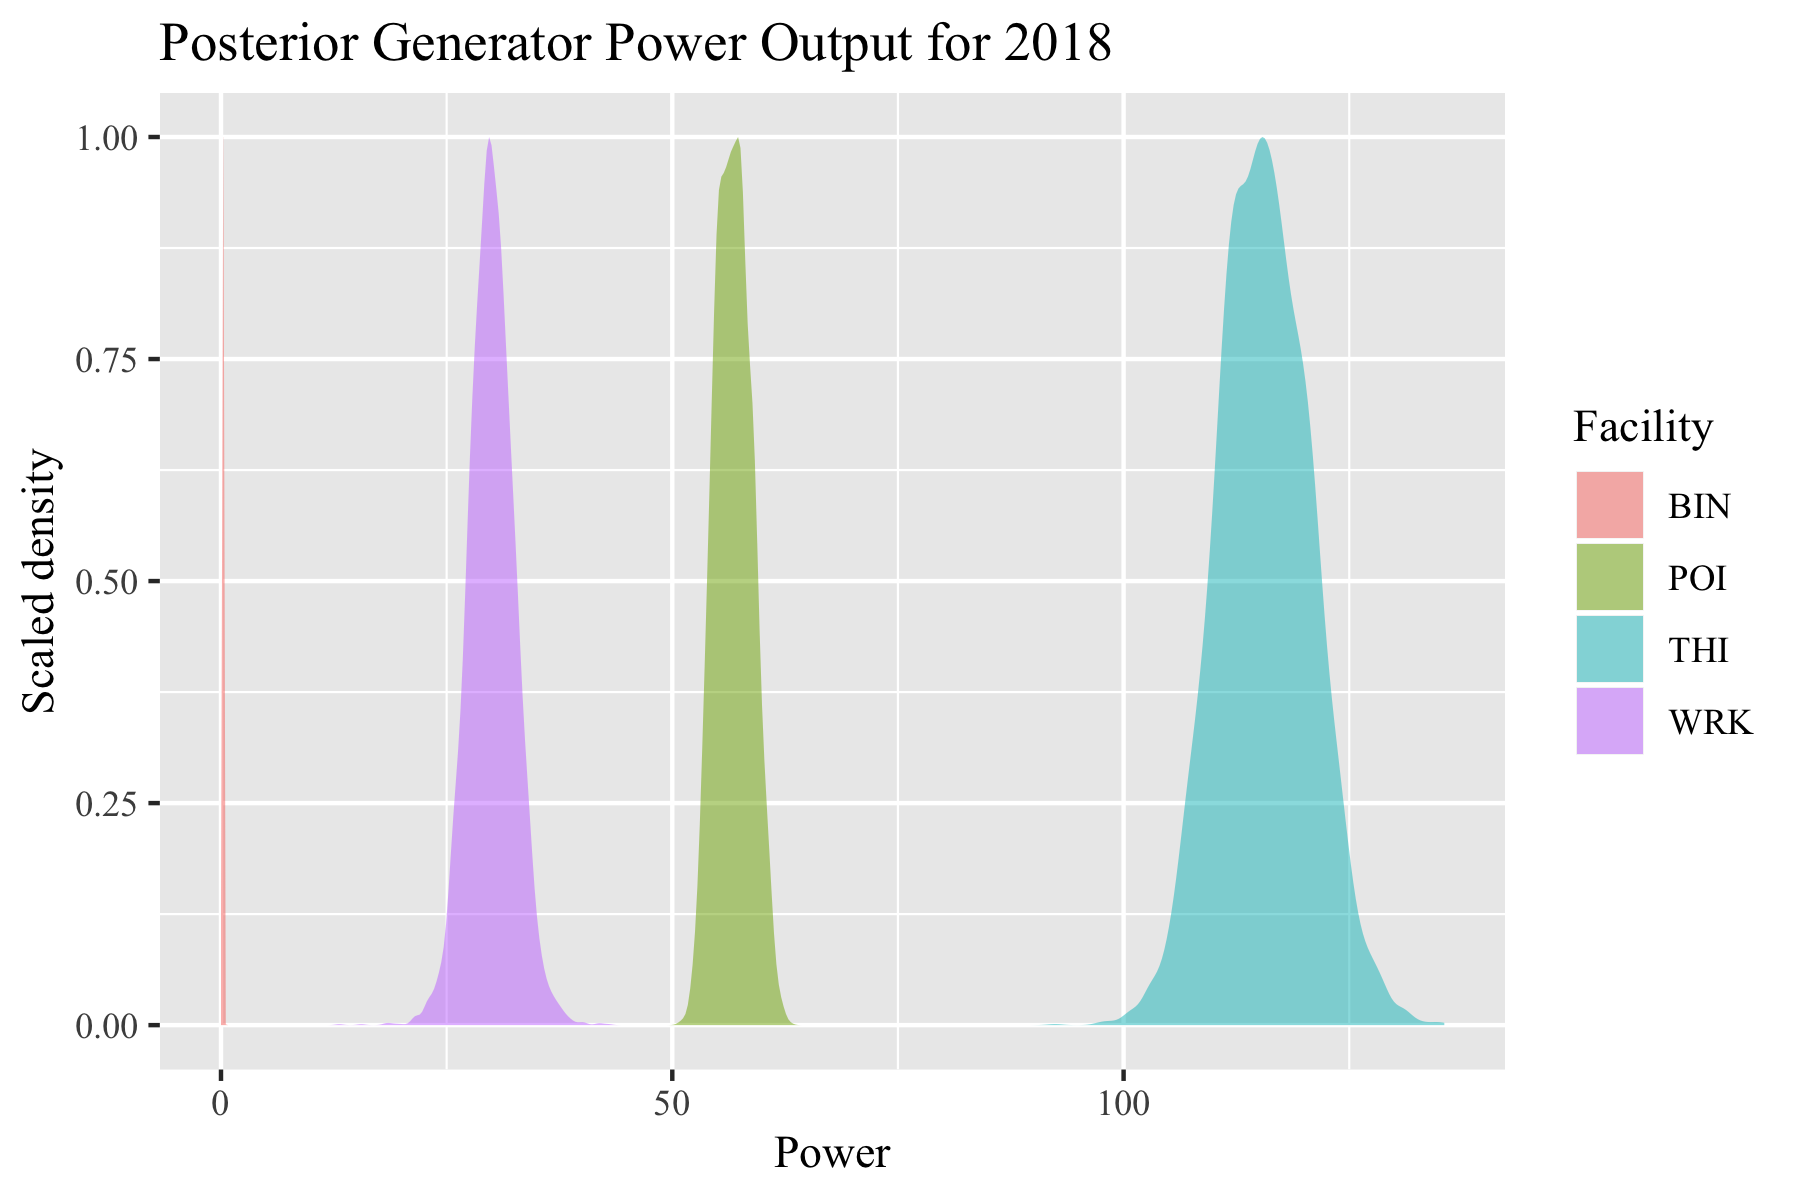 Posterior Generator Power Output for 2018
Scaled density
1.00
0.75
0.50
0.25
0.00
0
50
100
Power
Facility
BIN
POI
THI
WRK